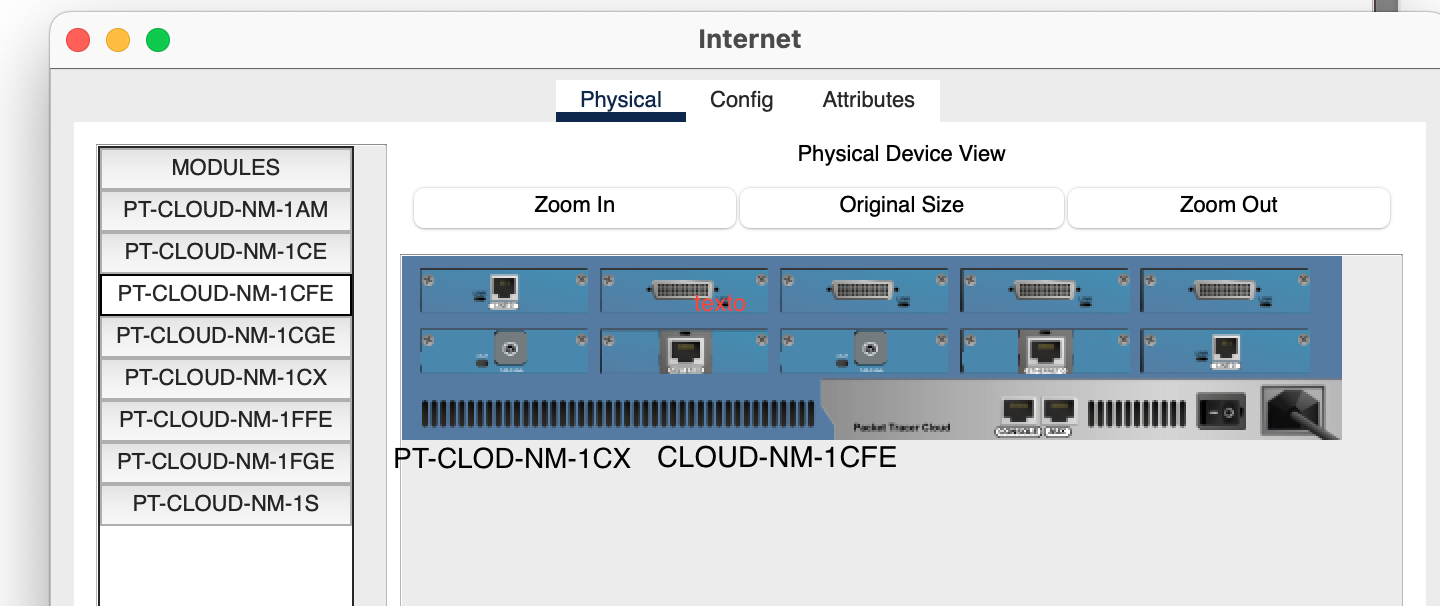 Internet
Physical Config Attributes
MODULES
PT-CLOUD-NM-1AM
PT-CLOUD-NM-1CE
PT-CLOUD-NM-1CFE
PT-CLOUD-NM-1CGE
PT-CLOUD-NM-1CX
PT-CLOUD-NM-1FFE
PT-CLOUD-NM-1FGE
PT-CLOUD-NM-1S
Physical Device View
Zoom In Original Size Zoom Out
texto
Packet Tracer Cloud
PT-CLOD-NM-1CX CLOUD-NM-1CFE